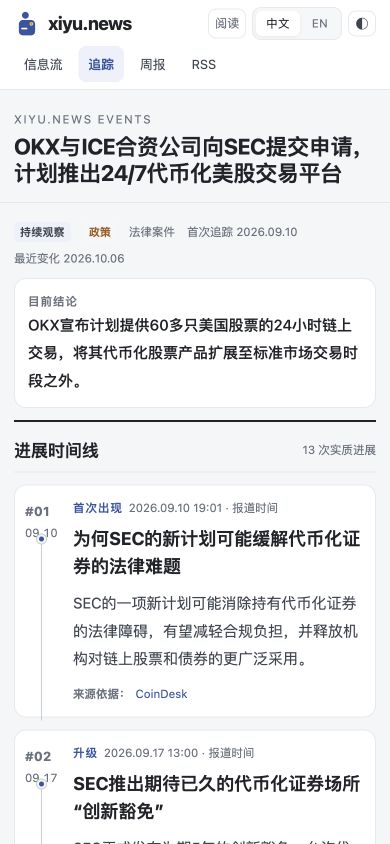 xiyu.news
阅读
中文
EN
信息流
追踪
周报
RSS
XIYU.NEWS EVENTS
OKX与ICE合资公司向SEC提交申请，
计划推出24/7代币化美股交易平台
持续观察 政策 法律案件 首次追踪 2026.09.10
最近变化 2026.10.06
目前结论
OKX宣布计划提供60多只美国股票的24小时链上
交易，将其代币化股票产品扩展至标准市场交易时
段之外。
进展时间线
13 次实质进展
#01
09.10
首次出现 2026.09.10 19:01 · 报道时间
为何SEC的新计划可能缓解代币化证
券的法律难题
SEC的一项新计划可能消除持有代币化证券
的法律障碍，有望减轻合规负担，并释放机
构对链上股票和债券的更广泛采用。
来源依据： CoinDesk
#02
09.17
升级 2026.09.17 13:00 · 报道时间
SEC推出期待已久的代币化证券场所
“创新豁免”